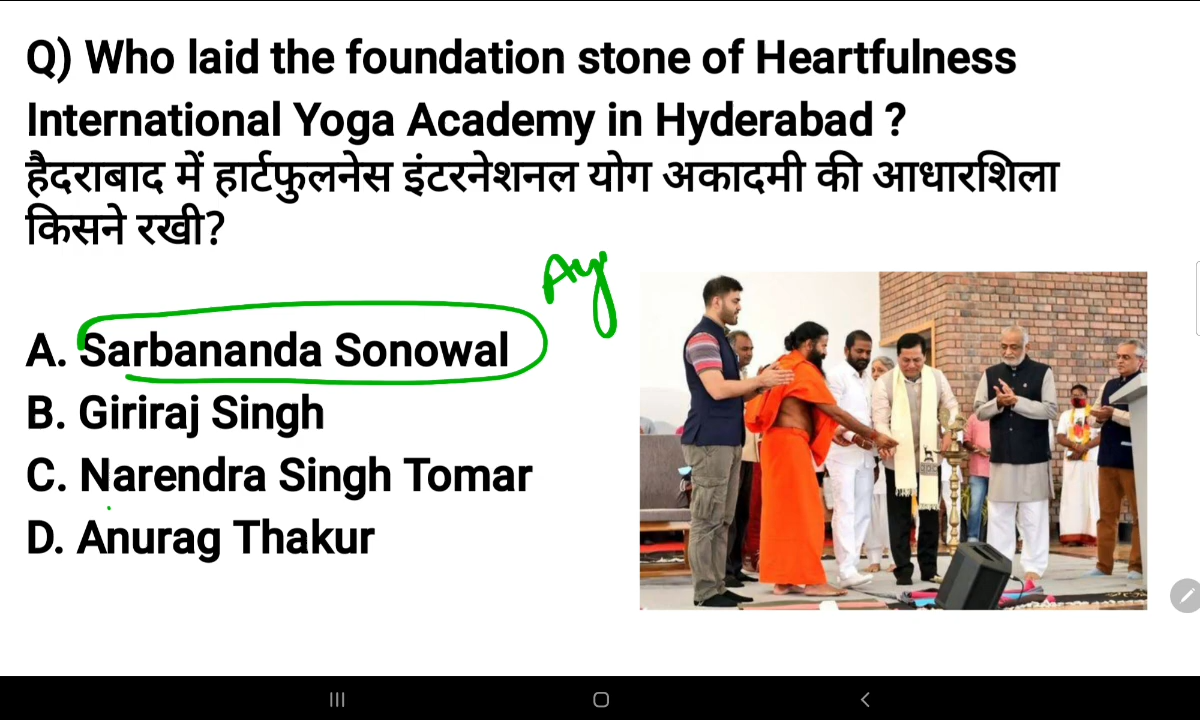 Q) Who laid the foundation stone of Heartfulness
International Yoga Academy in Hyderabad ?
हैदराबाद में हार्टफुलनेस इंटरनेशनल योग अकादमी की आधारशिला
किसने रखी?
Ay
A. Sarbananda Sonowal
B. Giriraj Singh
C. Narendra Singh Tomar
D. Anurag Thakur